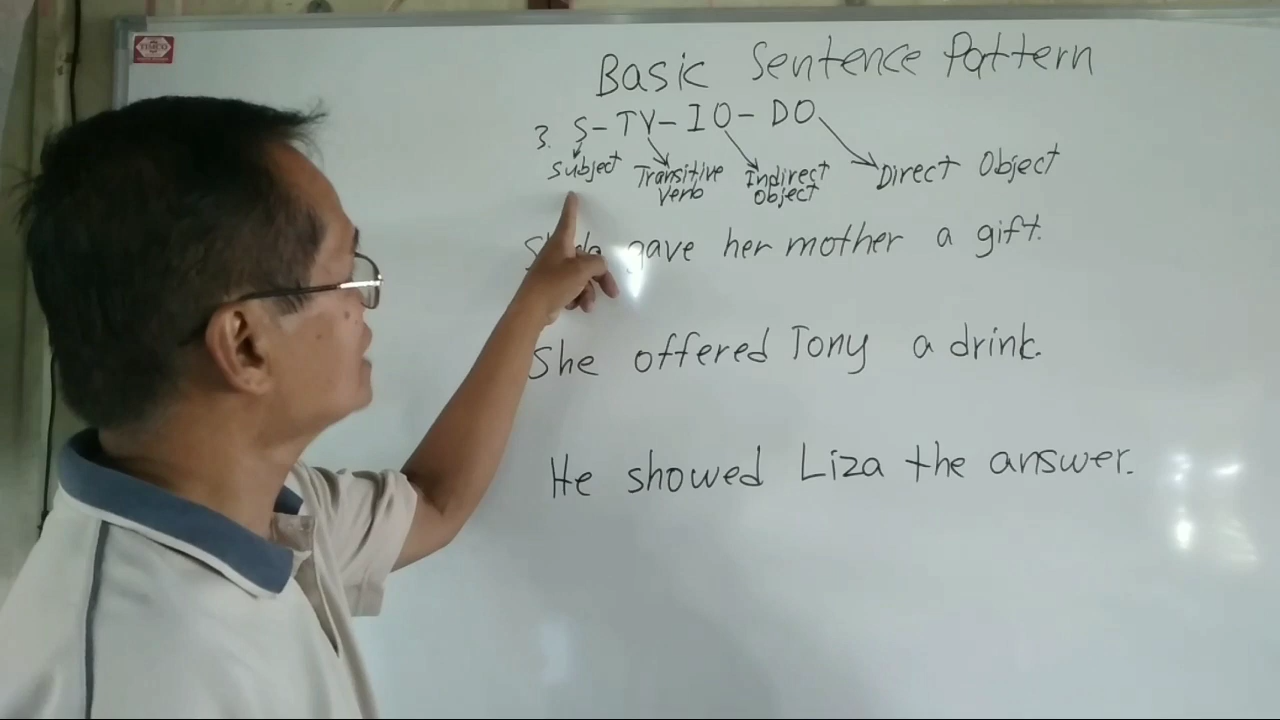 Basic Sentence Pattern
3. S - TV - IO - DO
Subject Transitive Verb Indirect Object Direct Object
gave her mother a gift.
She offered Tony a drink.
He showed Liza the answer.